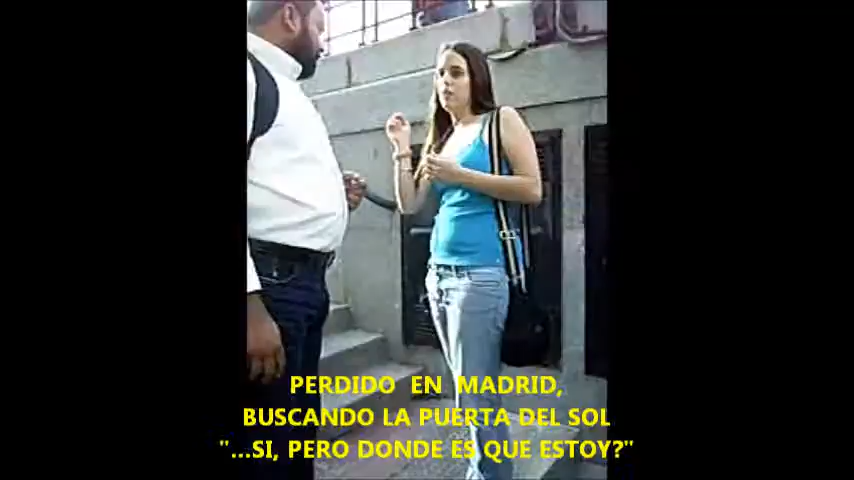 PERDIDO EN MADRID,
BUSCANDO LA PUERTA DEL SOL
"...SI, PERO DONDE ES QUE ESTOY?"